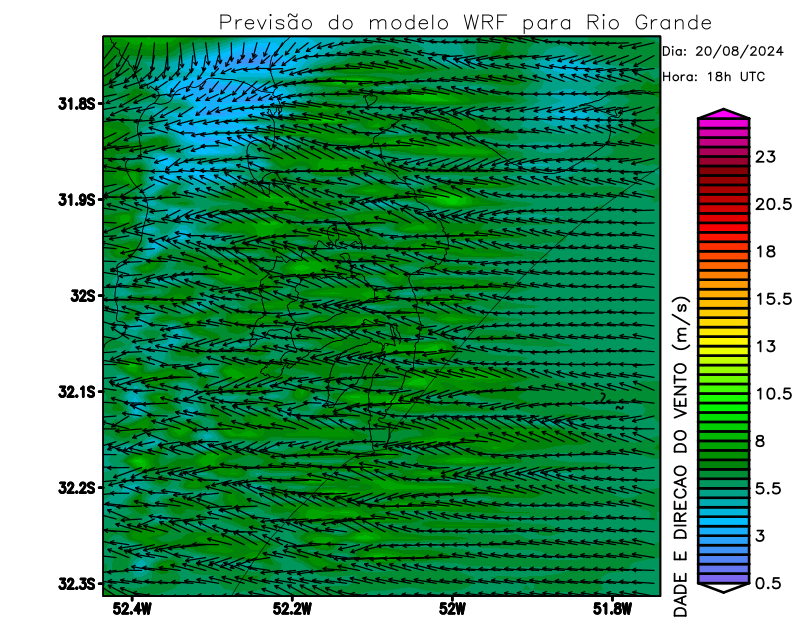 Previsão do modelo WRF para Rio Grande
Dia: 20/08/2024
Hora: 18h UTC
31.8S
31.9S
32S
32.1S
32.2S
32.3S
52.4W
52.2W
52W
51.8W
23
20.5
18
15.5
13
10.5
8
5.5
3
0.5
DADE E DIRECAO DO VENTO (m/s)